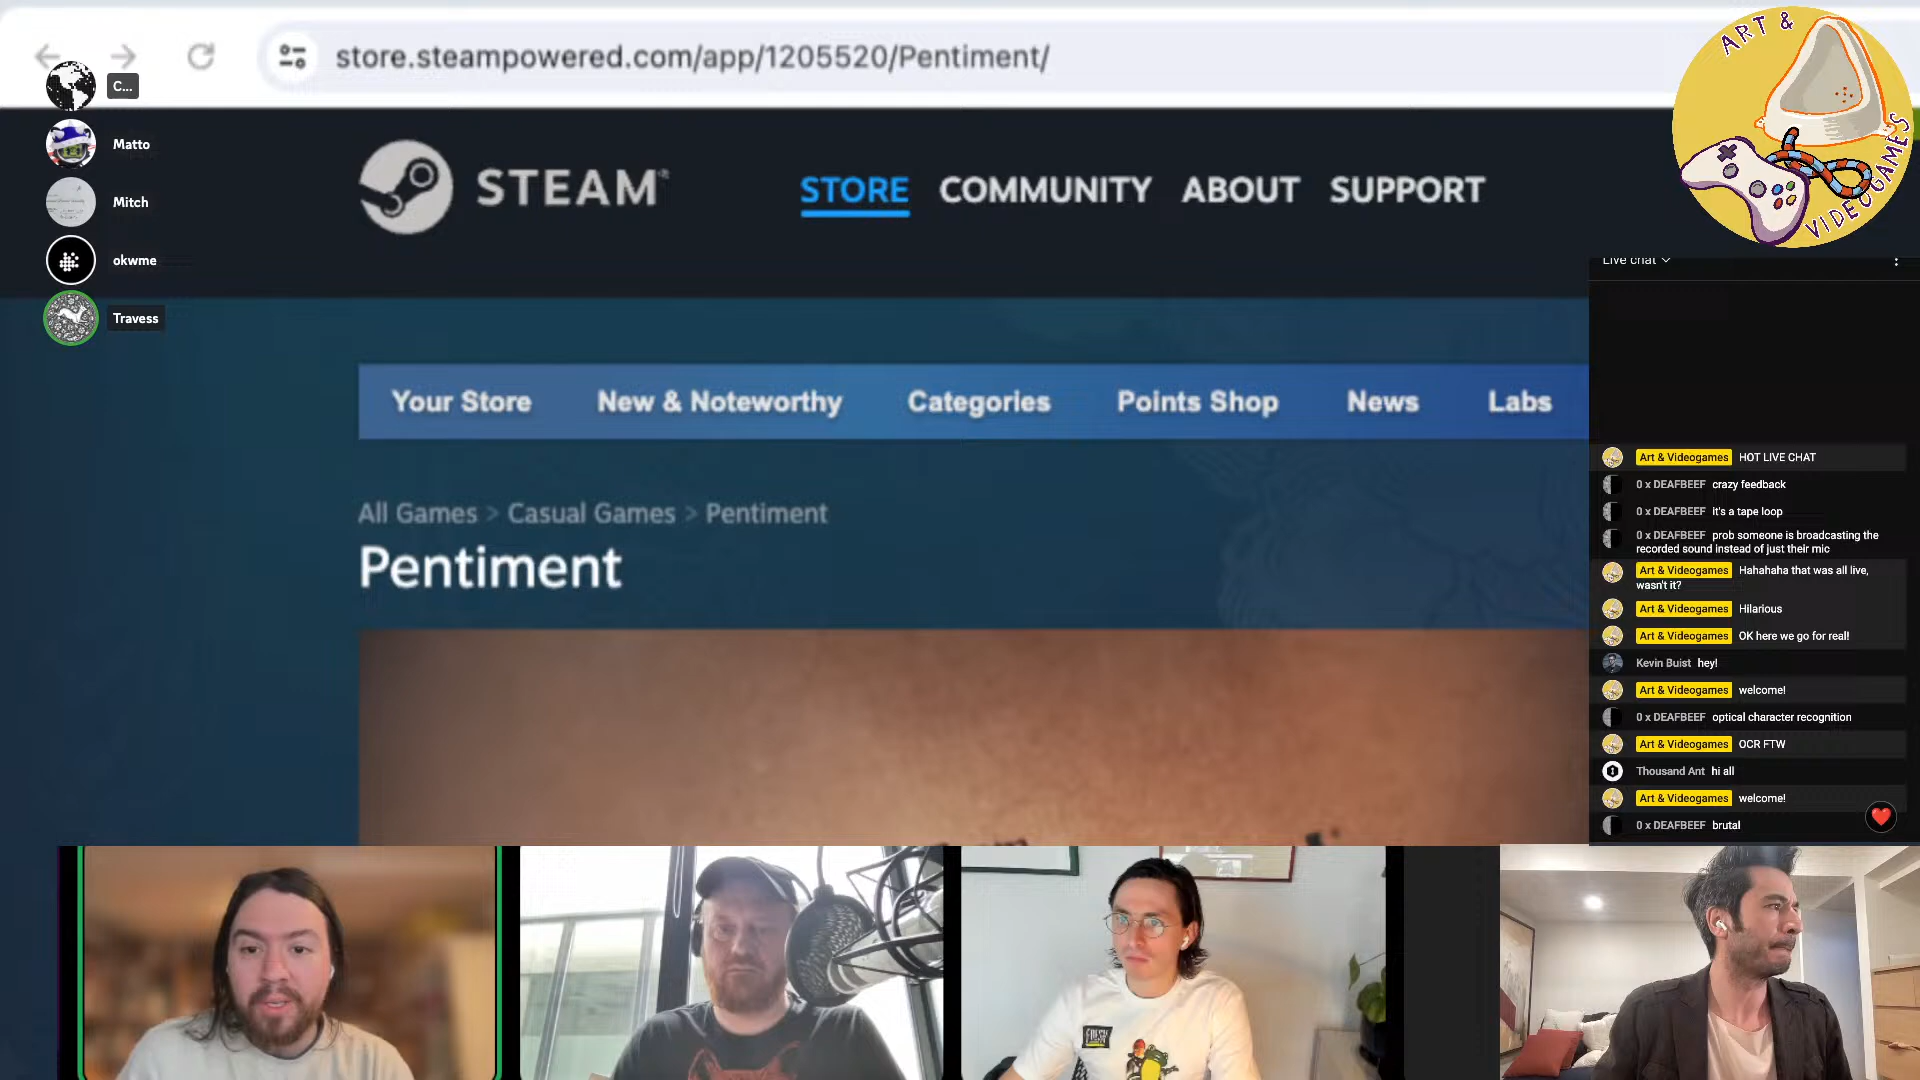 store.steampowered.com/app/1205520/Pentiment/
ART &
VIDEOGAMES
C...
Matto
Mitch
okwme
Travess
STEAM®
STORE COMMUNITY ABOUT SUPPORT
Your Store New & Noteworthy Categories Points Shop News Labs
All Games > Casual Games > Pentiment
Pentiment
Live chat
Art & Videogames HOT LIVE CHAT
0 x DEAFBEEF crazy feedback
0 x DEAFBEEF it's a tape loop
0 x DEAFBEEF prob someone is broadcasting the
recorded sound instead of just their mic
Art & Videogames Hahahaha that was all live,
wasn't it?
Art & Videogames Hilarious
Art & Videogames OK here we go for real!
Kevin Buist hey!
Art & Videogames welcome!
0 x DEAFBEEF optical character recognition
Art & Videogames OCR FTW
Thousand Ant hi all
Art & Videogames welcome!
0 x DEAFBEEF brutal